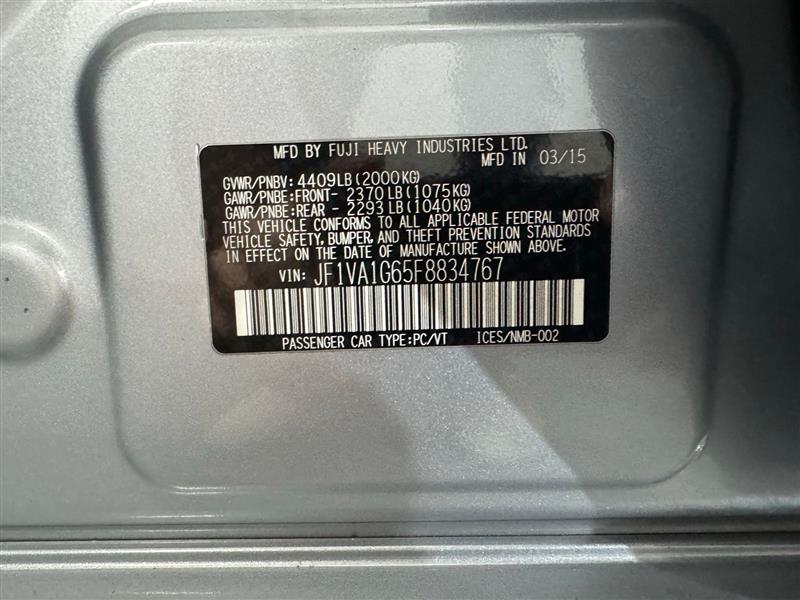 MFD BY FUJI HEAVY INDUSTRIES LTD.
MFD IN 03/15
GVWR/PNBV: 4409LB(2000KG)
GAWR/PNBE:FRONT- 2370LB(1075KG)
GAWR/PNBE:REAR - 2293LB(1040KG)
THIS VEHICLE CONFORMS TO ALL APPLICABLE FEDERAL MOTOR
VEHICLE SAFETY, BUMPER, AND THEFT PREVENTION STANDARDS
IN EFFECT ON THE DATE OF MANUFACTURE SHOWN ABOVE.
VIN: JF1VA1G65F8834767
PASSENGER CAR TYPE:PC/VT ICES/NMB-002